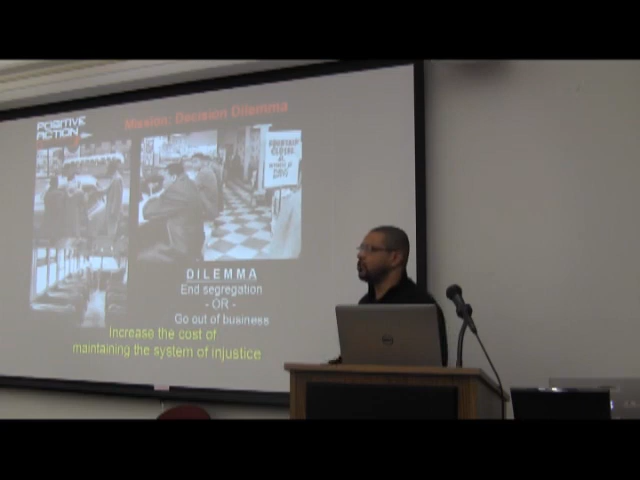 POSITIVE
ACTION
Mission: Decision Dilemma
DILEMMA
End segregation
- OR -
Go out of business
Increase the cost of
maintaining the system of injustice
DELL